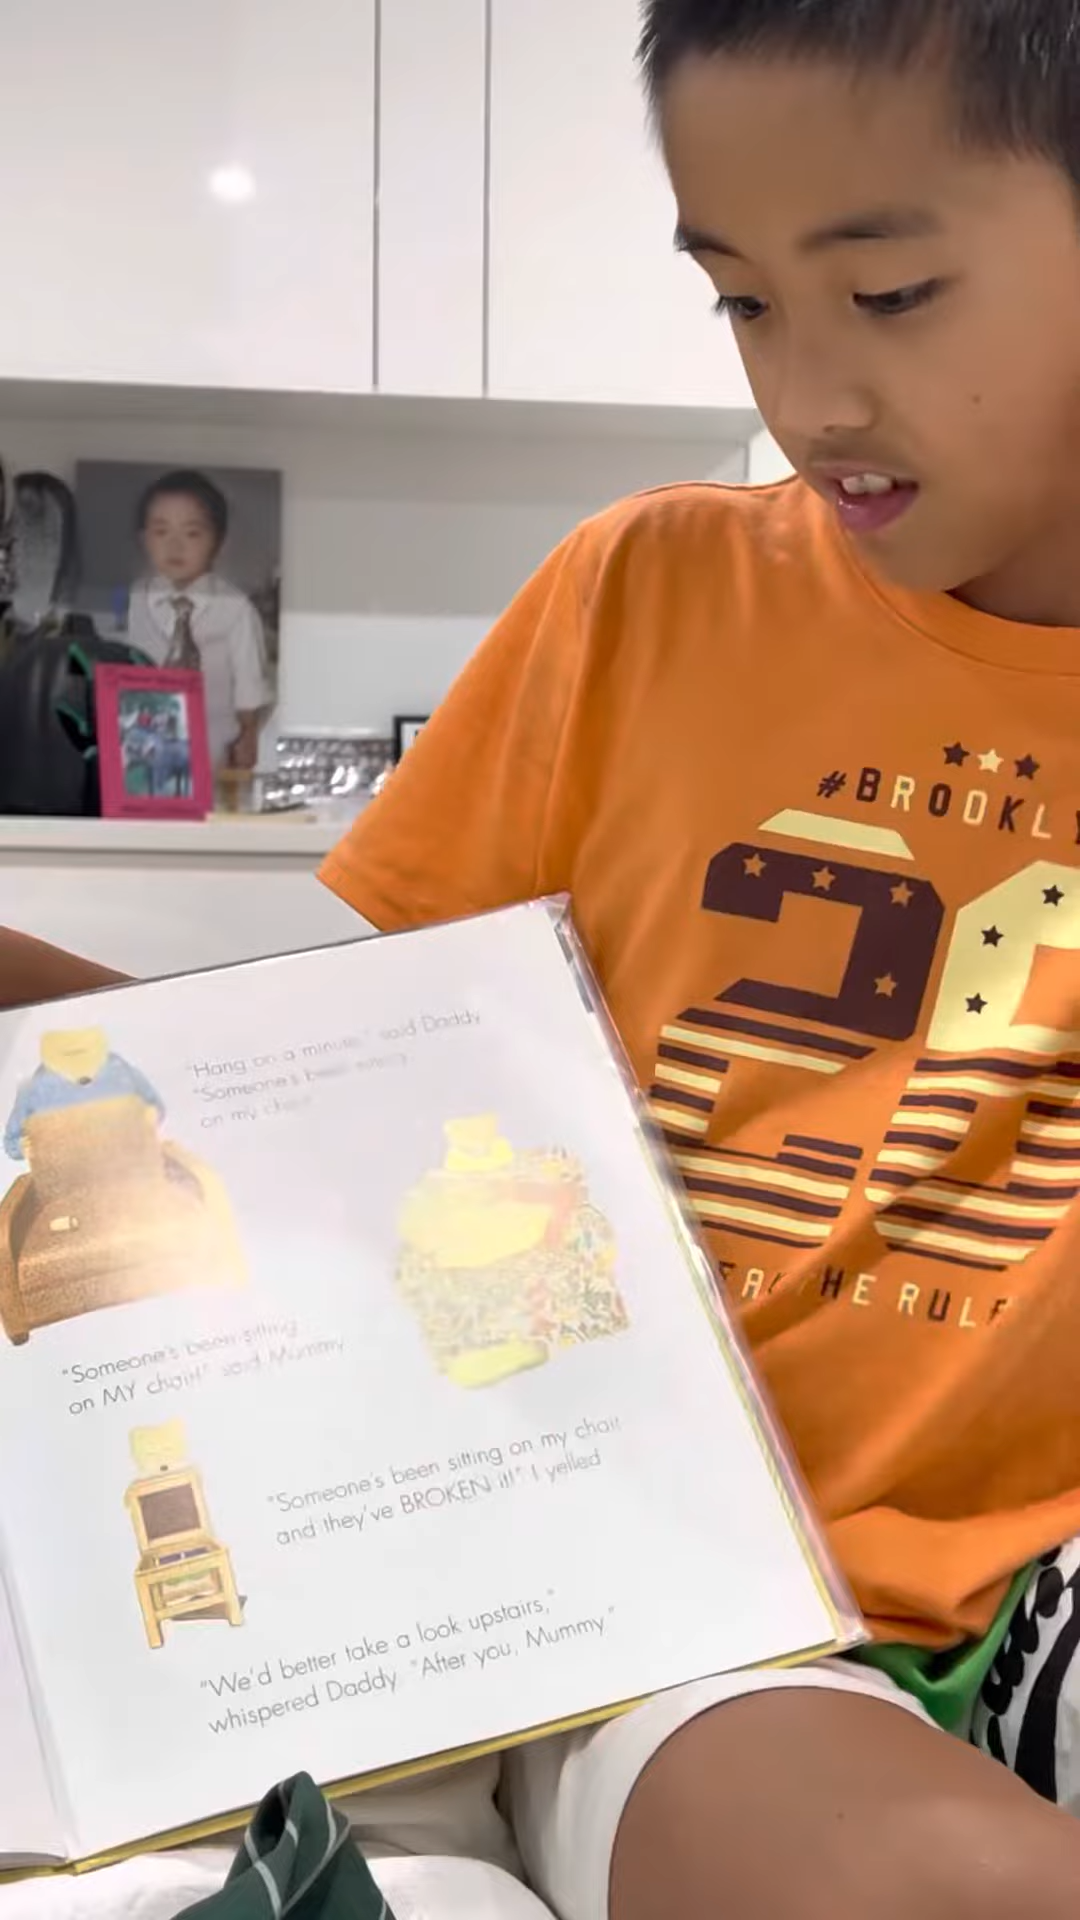 #BROOKLY
28
THE RULE
"Hang on a minute," said Daddy.
"Someone's been sitting
on my chair."
"Someone's been sitting
on MY chair!" said Mummy.
"Someone's been sitting on my chair
and they've BROKEN it!" I yelled.
"We'd better take a look upstairs,"
whispered Daddy. "After you, Mummy."